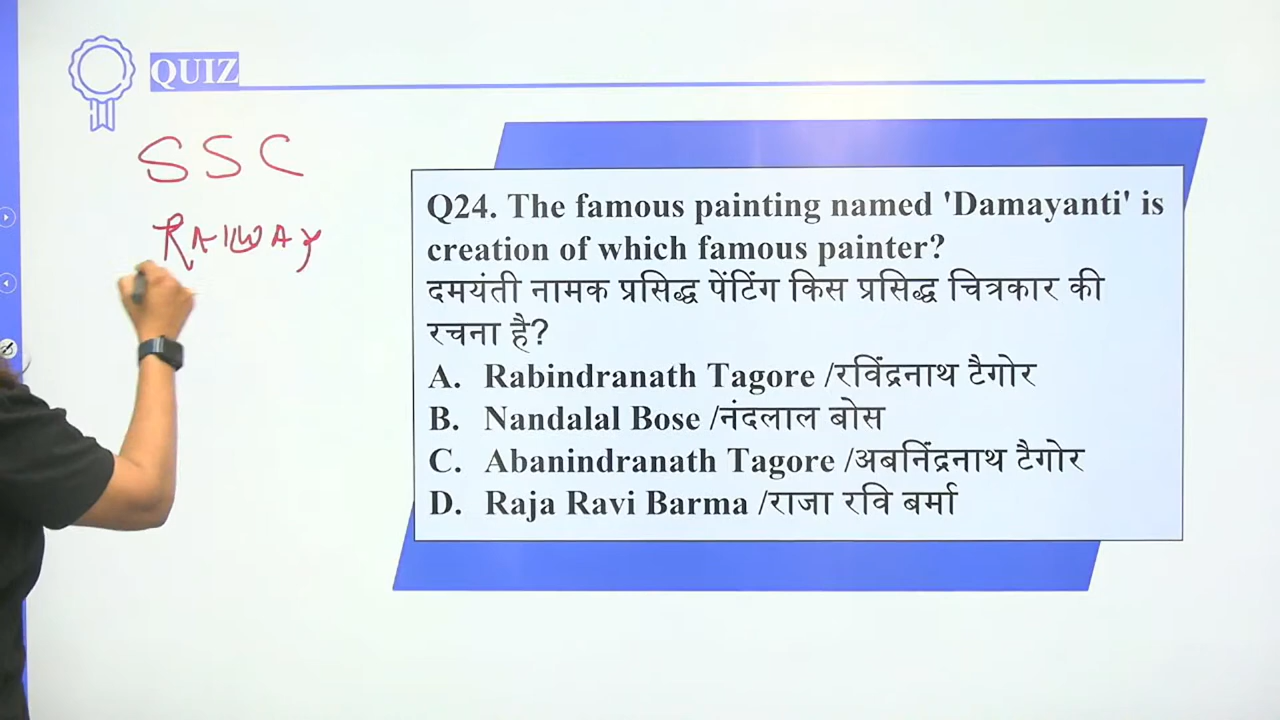 QUIZ
SSC
RAILWAY
Q24. The famous painting named 'Damayanti' is
creation of which famous painter?
दमयंती नामक प्रसिद्ध पेंटिंग किस प्रसिद्ध चित्रकार की
रचना है?
A. Rabindranath Tagore /रविंद्रनाथ टैगोर
B. Nandalal Bose /नंदलाल बोस
C. Abanindranath Tagore /अबनिंद्रनाथ टैगोर
D. Raja Ravi Barma /राजा रवि बर्मा